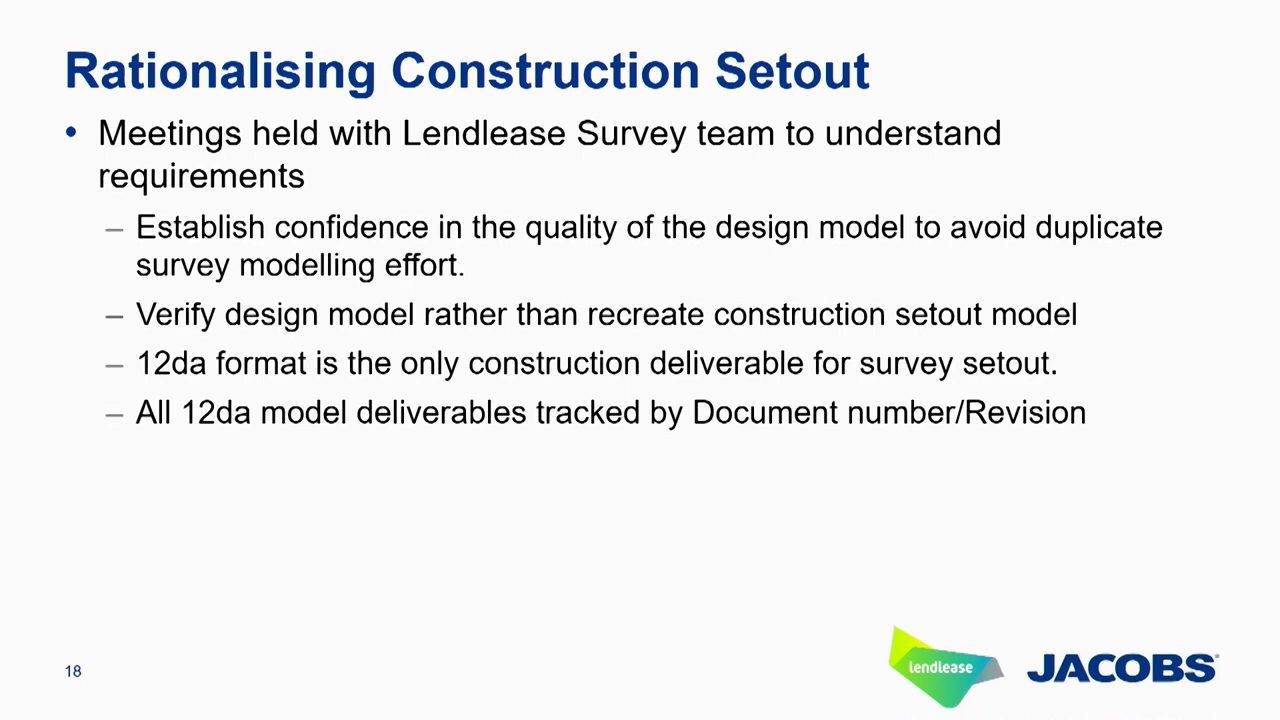 Rationalising Construction Setout
• Meetings held with Lendlease Survey team to understand
requirements
– Establish confidence in the quality of the design model to avoid duplicate
survey modelling effort.
– Verify design model rather than recreate construction setout model
– 12da format is the only construction deliverable for survey setout.
– All 12da model deliverables tracked by Document number/Revision
18
lendlease
JACOBS